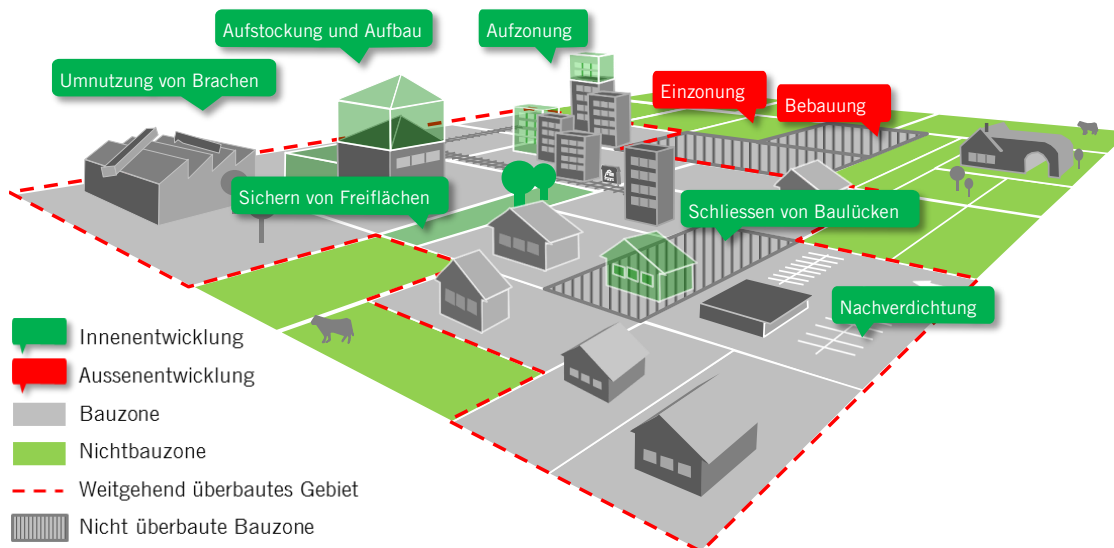 Aufstockung und Aufbau
Aufzonung
Umnutzung von Brachen
Einzonung
Bebauung
Sichern von Freiflächen
Schliessen von Baulücken
Nachverdichtung
Innenentwicklung
Aussenentwicklung
Bauzone
Nichtbauzone
Weitgehend überbautes Gebiet
Nicht überbaute Bauzone